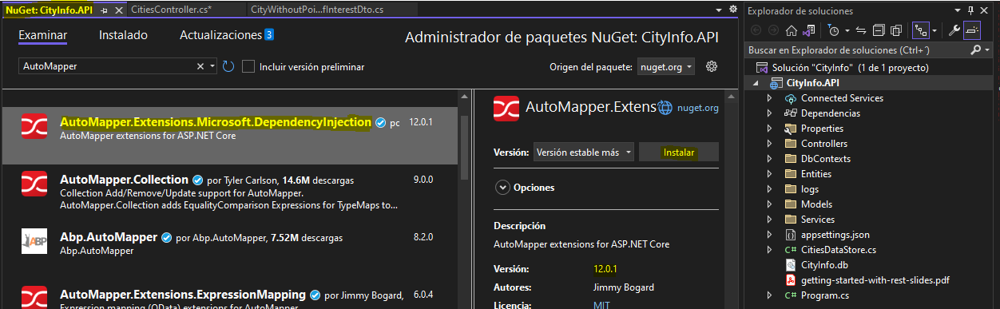 NuGet: CityInfo.API
CitiesController.cs*
CityWithoutPoi...fInterestDto.cs
Examinar
Instalado
Actualizaciones 3
Administrador de paquetes NuGet: CityInfo.API
AutoMapper
Incluir versión preliminar
Origen del paquete: nuget.org
AutoMapper.Extensions.Microsoft.DependencyInjection pc 12.0.1
AutoMapper extensions for ASP.NET Core
AutoMapper.Collection por Tyler Carlson, 14.6M descargas 9.0.0
Collection Add/Remove/Update support for AutoMapper.
AutoMapper.Collection adds EqualityComparison Expressions for TypeMaps to...
ABP
Abp.AutoMapper por Abp.AutoMapper, 7.52M descargas 8.2.0
Abp.AutoMapper
AutoMapper.Extensions.ExpressionMapping por Jimmy Bogard, 6.0.4
Expression mapping (OData) extensions for AutoMapper
AutoMapper.Extens nuget.org
Versión: Versión estable más Instalar
Opciones
Descripción
AutoMapper extensions for ASP.NET Core
Versión: 12.0.1
Autores: Jimmy Bogard
Licencia: MIT
Explorador de soluciones
Buscar en Explorador de soluciones (Ctrl+´)
Solución "CityInfo" (1 de 1 proyecto)
CityInfo.API
Connected Services
Dependencias
Properties
Controllers
DbContexts
Entities
logs
Models
Services
appsettings.json
C# CitiesDataStore.cs
CityInfo.db
getting-started-with-rest-slides.pdf
C# Program.cs